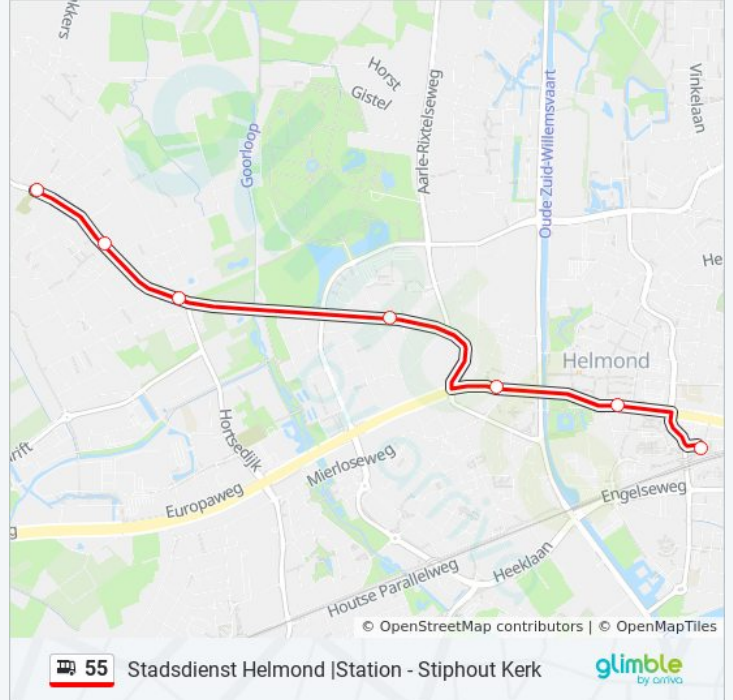 kkers
Horst
Gistel
Goorloop
Aarle-Rixtelseweg
Oude Zuid-Willemsvaart
Vinkelaan
He
Helmond
Hortsedijk
rift
Mierloseweg
Europaweg
g
Engelseweg
Heeklaan
Houtse Parallelweg
© OpenStreetMap contributors | © OpenMapTiles
55 Stadsdienst Helmond |Station - Stiphout Kerk
glimble
by arriva